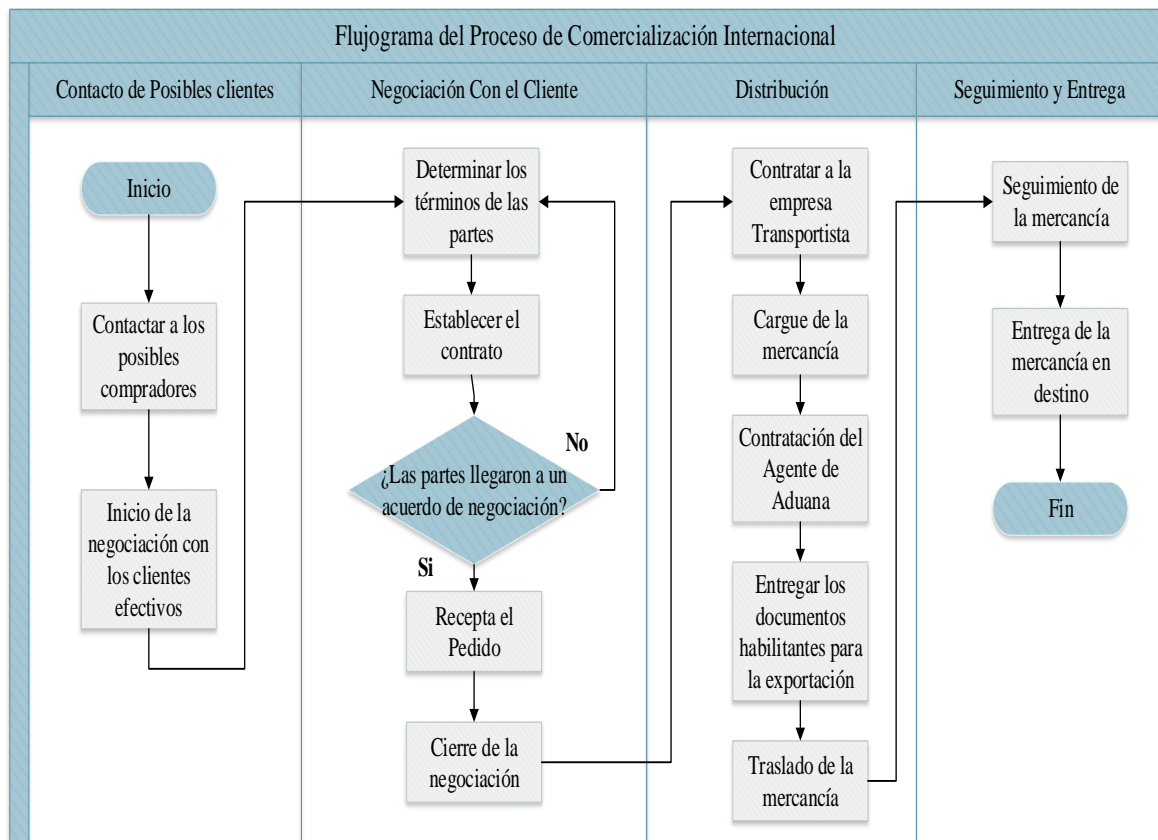 Flujograma del Proceso de Comercialización Internacional
Contacto de Posibles clientes
Negociación Con el Cliente
Distribución
Seguimiento y Entrega
Inicio
Contactar a los
posibles
compradores
Inicio de la
negociación con
los clientes
efectivos
Determinar los
términos de las
partes
Establecer el
contrato
¿Las partes llegaron a un
acuerdo de negociación?
No
Si
Recepta el
Pedido
Cierre de la
negociación
Contratar a la
empresa
Transportista
Cargue de la
mercancía
Contratación del
Agente de
Aduana
Entregar los
documentos
habilitantes para
la exportación
Traslado de la
mercancía
Seguimiento de
la mercancía
Entrega de la
mercancía en
destino
Fin